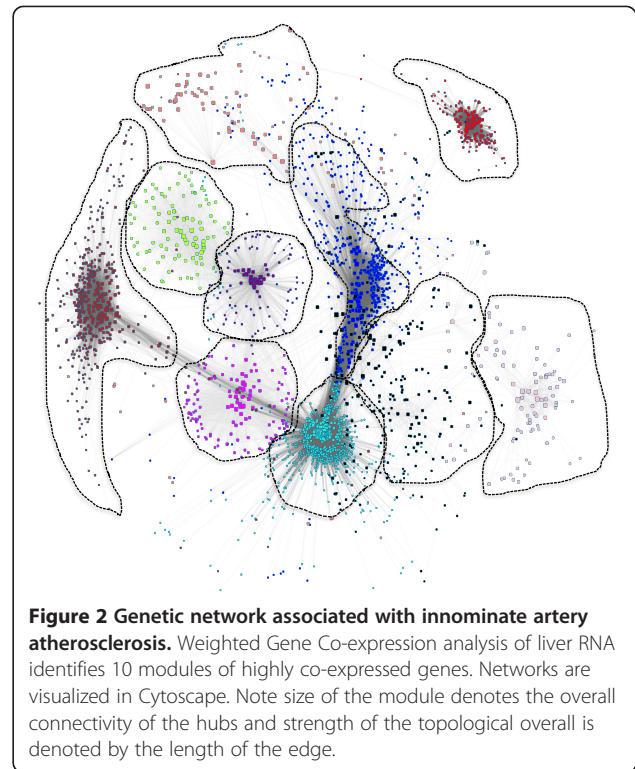 Figure 2 Genetic network associated with innominate artery
atherosclerosis. Weighted Gene Co-expression analysis of liver RNA
identifies 10 modules of highly co-expressed genes. Networks are
visualized in Cytoscape. Note size of the module denotes the overall
connectivity of the hubs and strength of the topological overall is
denoted by the length of the edge.